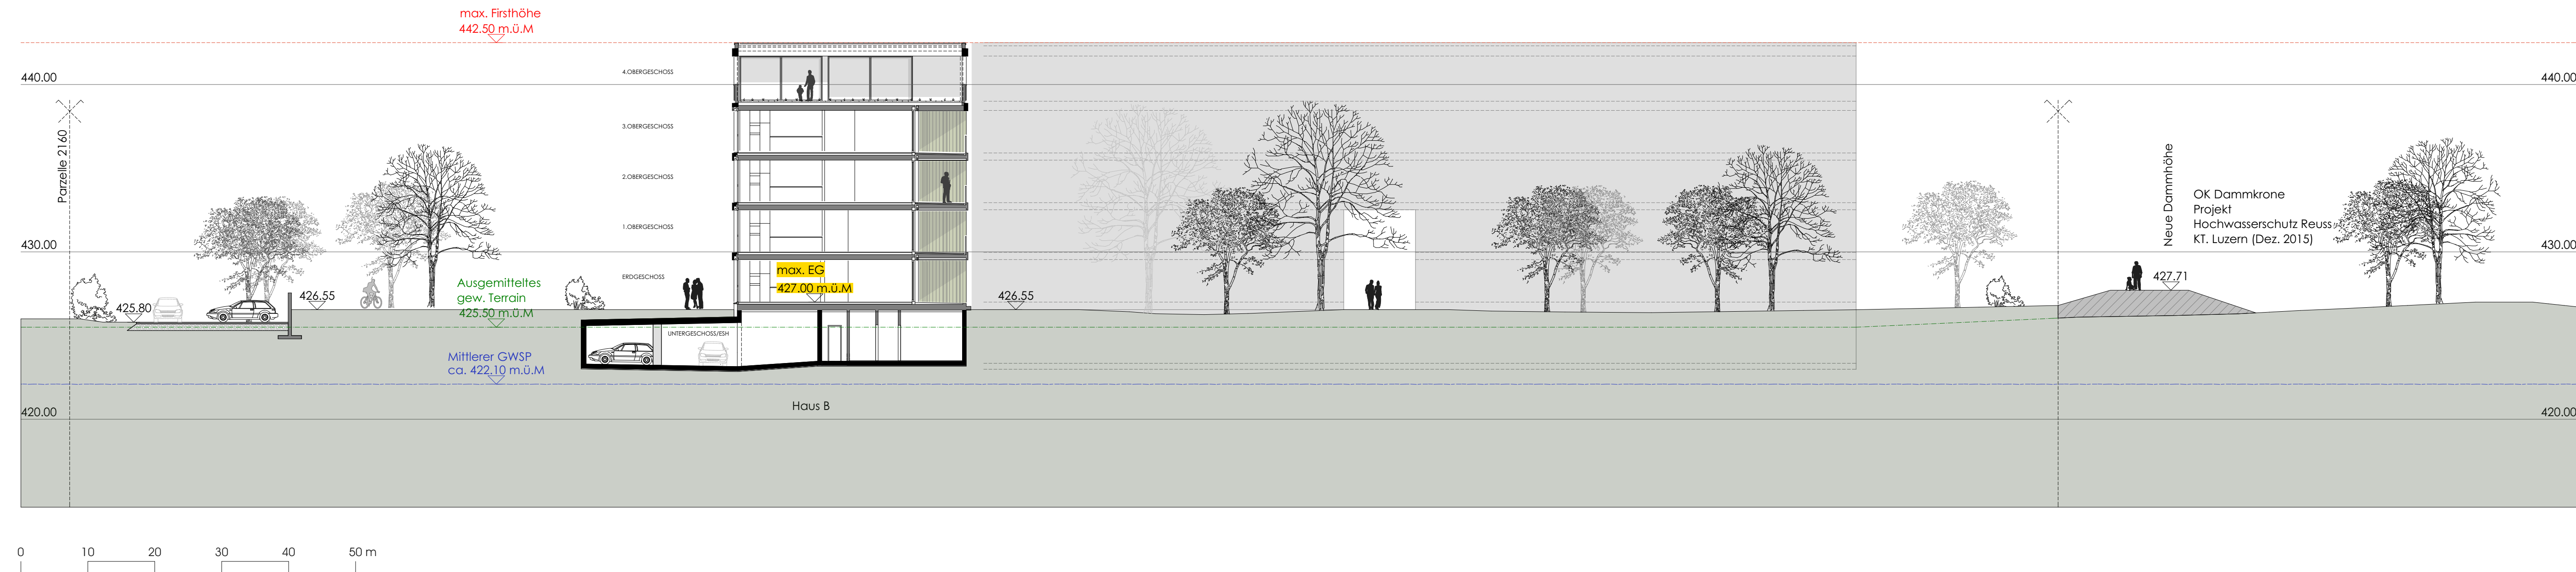 max. Firsthöhe
442.50 m.ü.M
440.00
440.00
4.OBERGESCHOSS
3.OBERGESCHOSS
2.OBERGESCHOSS
1.OBERGESCHOSS
ERDGESCHOSS
Parzelle 2160
430.00
430.00
Neue Dammhöhe
OK Dammkrone
Projekt
Hochwasserschutz Reuss
KT. Luzern (Dez. 2015)
max. EG
427.00 m.ü.M
427.71
Ausgemitteltes
gew. Terrain
425.50 m.ü.M
425.80
426.55
426.55
UNTERGESCHOSS/ESH
Mittlerer GWSP
ca. 422.10 m.ü.M
Haus B
420.00
420.00
0 10 20 30 40 50 m